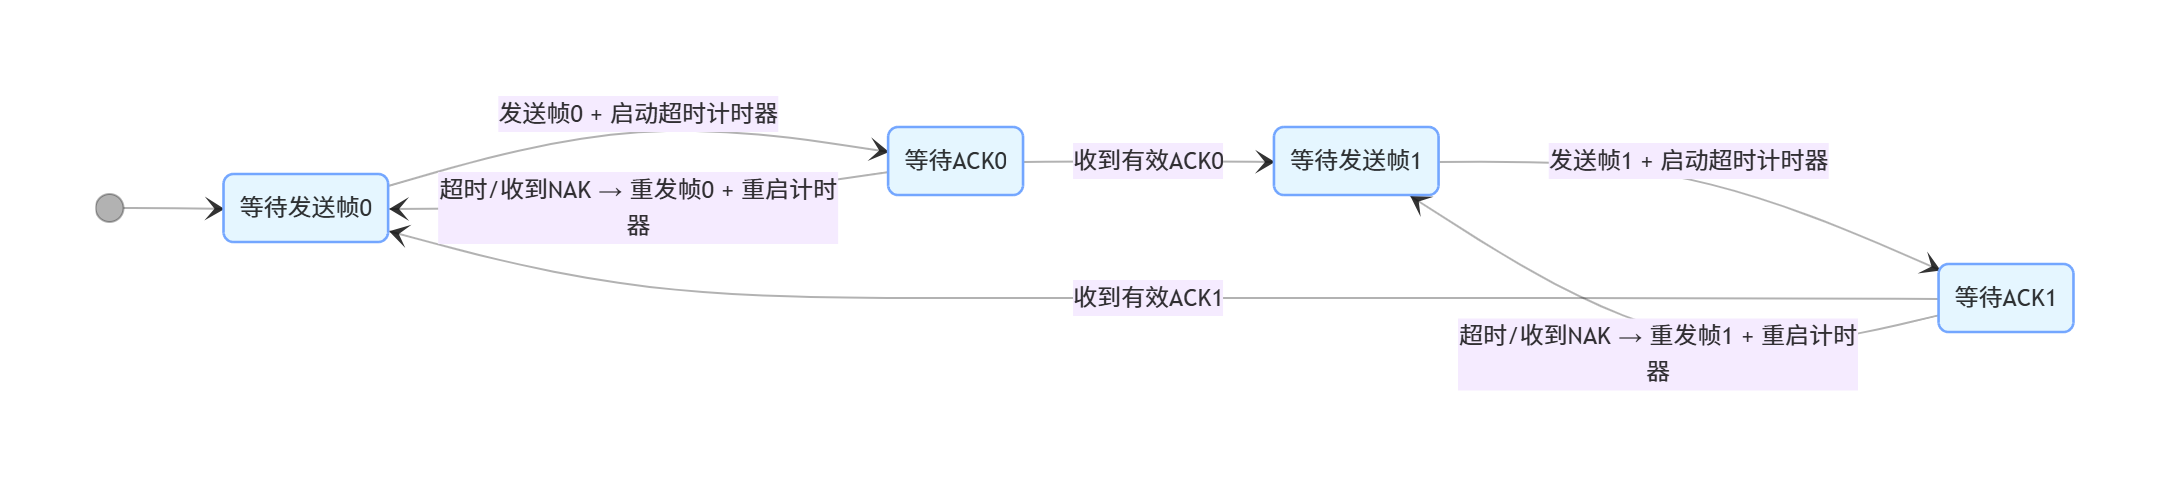 发送帧0 + 启动超时计时器
等待ACK0
收到有效ACK0
等待发送帧1
发送帧1 + 启动超时计时器
等待发送帧0
超时/收到NAK → 重发帧0 + 重启计时
器
收到有效ACK1
等待ACK1
超时/收到NAK → 重发帧1 + 重启计时
器